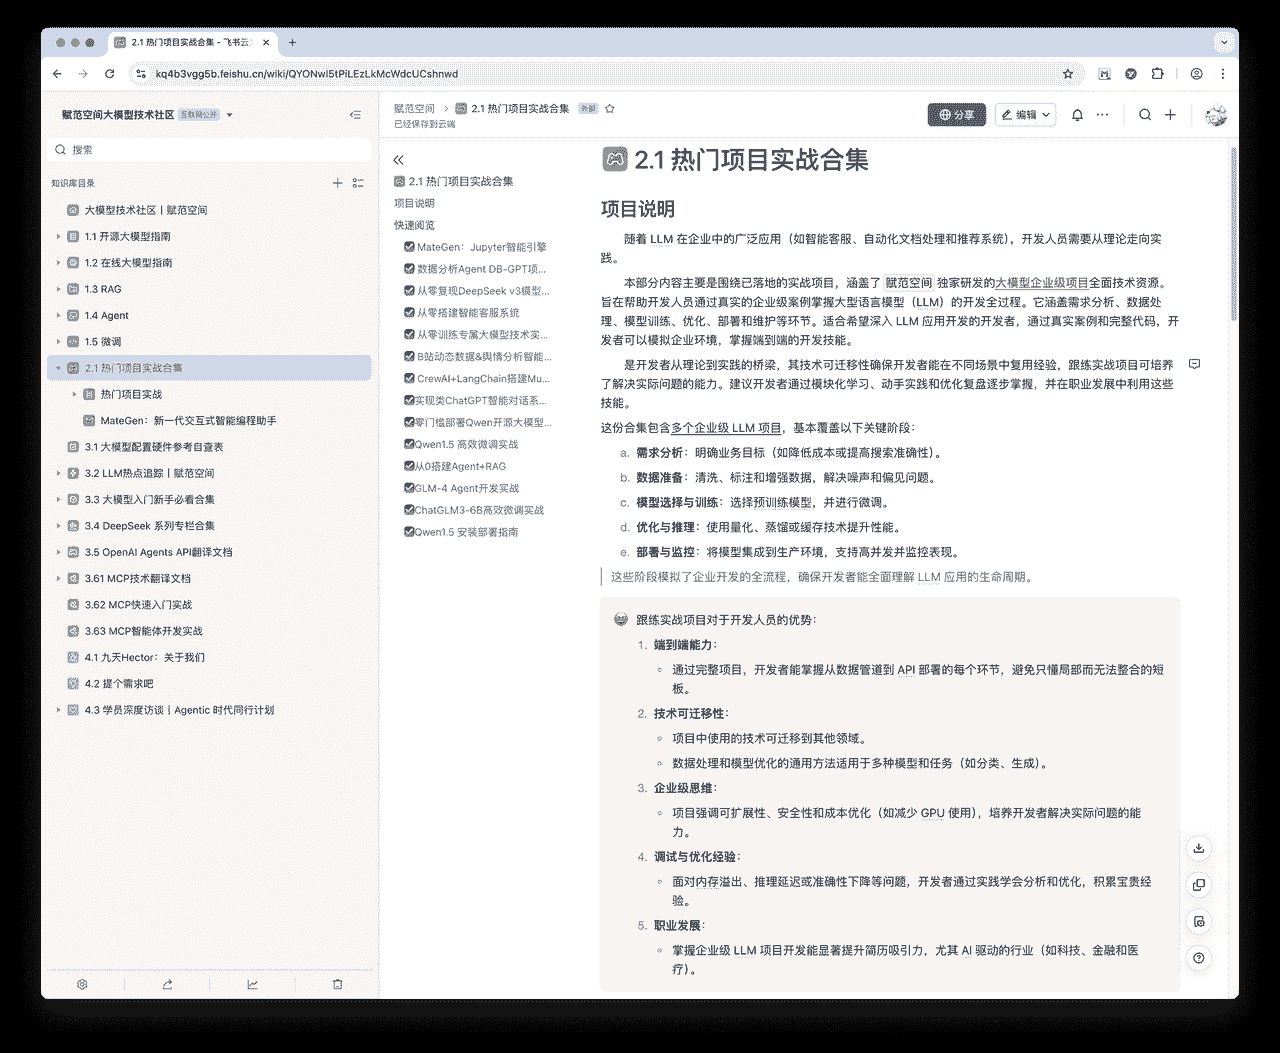 2.1 热门项目实战合集 - 飞书云
kq4b3vgg5b.feishu.cn/wiki/QYONwI5tPiLEzLkMcWdcUCshnwd
赋范空间大模型技术社区 互联网公开
搜索
知识库目录
大模型技术社区丨赋范空间
1.1 开源大模型指南
1.2 在线大模型指南
1.3 RAG
1.4 Agent
1.5 微调
2.1 热门项目实战合集
热门项目实战
MateGen：新一代交互式智能编程助手
3.1 大模型配置硬件参考自查表
3.2 LLM热点追踪丨赋范空间
3.3 大模型入门新手必看合集
3.4 DeepSeek 系列专栏合集
3.5 OpenAI Agents API翻译文档
3.61 MCP技术翻译文档
3.62 MCP快速入门实战
3.63 MCP智能体开发实战
4.1 九天Hector：关于我们
4.2 提个需求吧
4.3 学员深度访谈丨Agentic 时代同行计划
赋范空间 2.1 热门项目实战合集 外部
已经保存到云端
分享
编辑
2.1 热门项目实战合集
项目说明
快速阅览
MateGen：Jupyter智能引擎
数据分析Agent DB-GPT项...
从零复现DeepSeek v3模型...
从零搭建智能客服系统
从零训练专属大模型技术实...
B站动态数据&舆情分析智能...
CrewAI+LangChain搭建Mu...
实现类ChatGPT智能对话系...
零门槛部署Qwen开源大模型...
Qwen1.5 高效微调实战
从0搭建Agent+RAG
GLM-4 Agent开发实战
ChatGLM3-6B高效微调实战
Qwen1.5 安装部署指南
2.1 热门项目实战合集
项目说明
随着 LLM 在企业中的广泛应用（如智能客服、自动化文档处理和推荐系统），开发人员需要从理论走向实
践。
本部分内容主要是围绕已落地的实战项目，涵盖了 赋范空间 独家研发的大模型企业级项目全面技术资源。
旨在帮助开发人员通过真实的企业级案例掌握大型语言模型（LLM）的开发全过程。它涵盖需求分析、数据处
理、模型训练、优化、部署和维护等环节。适合希望深入 LLM 应用开发的开发者，通过真实案例和完整代码，开
发者可以模拟企业环境，掌握端到端的开发技能。
是开发者从理论到实践的桥梁，其技术可迁移性确保开发者能在不同场景中复用经验，跟练实战项目可培养
了解决实际问题的能力。建议开发者通过模块化学习、动手实践和优化复盘逐步掌握，并在职业发展中利用这些
技能。
这份合集包含多个企业级 LLM 项目，基本覆盖以下关键阶段：
a. 需求分析：明确业务目标（如降低成本或提高搜索准确性）。
b. 数据准备：清洗、标注和增强数据，解决噪声和偏见问题。
c. 模型选择与训练：选择预训练模型，并进行微调。
d. 优化与推理：使用量化、蒸馏或缓存技术提升性能。
e. 部署与监控：将模型集成到生产环境，支持高并发并监控表现。
这些阶段模拟了企业开发的全流程，确保开发者能全面理解 LLM 应用的生命周期。
跟练实战项目对于开发人员的优势：
1. 端到端能力：
通过完整项目，开发者能掌握从数据管道到 API 部署的每个环节，避免只懂局部而无法整合的短
板。
2. 技术可迁移性：
项目中使用的技术可迁移到其他领域。
数据处理和模型优化的通用方法适用于多种模型和任务（如分类、生成）。
3. 企业级思维：
项目强调可扩展性、安全性和成本优化（如减少 GPU 使用），培养开发者解决实际问题的能
力。
4. 调试与优化经验：
面对内存溢出、推理延迟或准确性下降等问题，开发者通过实践学会分析和优化，积累宝贵经
验。
5. 职业发展：
掌握企业级 LLM 项目开发能显著提升简历吸引力，尤其 AI 驱动的行业（如科技、金融和医
疗）。